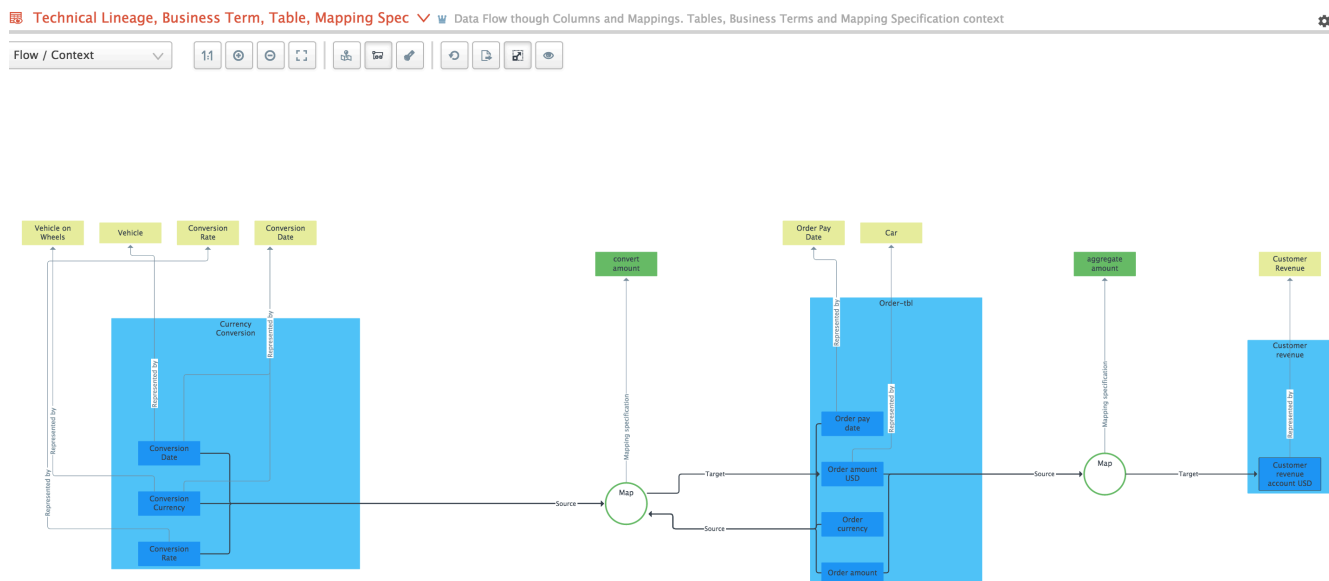 Technical Lineage, Business Term, Table, Mapping Spec
Data Flow though Columns and Mappings. Tables, Business Terms and Mapping Specification context
Flow / Context
1:1
Vehicle on
Wheels
Vehicle
Conversion
Rate
Conversion
Date
convert
amount
Order Pay
Date
Car
aggregate
amount
Customer
Revenue
Currency
Conversion
Order-tbl
Customer
revenue
Represented by
Represented by
Represented by
Represented by
Represented by
Represented by
Represented by
Mapping specification
Mapping specification
Conversion
Date
Conversion
Currency
Conversion
Rate
Source
Map
Target
Source
Order pay
date
Order amount
USD
Order
currency
Order amount
Source
Map
Target
Customer
revenue
account USD